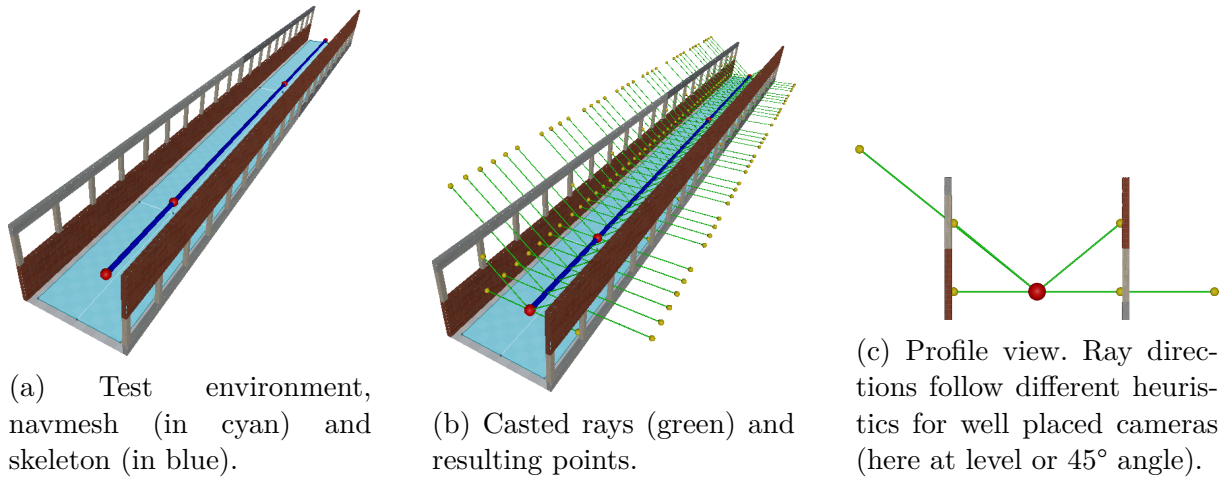 (a) Test environment,
navmesh (in cyan) and
skeleton (in blue).
(b) Casted rays (green) and
resulting points.
(c) Profile view. Ray direc-
tions follow different heuris-
tics for well placed cameras
(here at level or 45° angle).